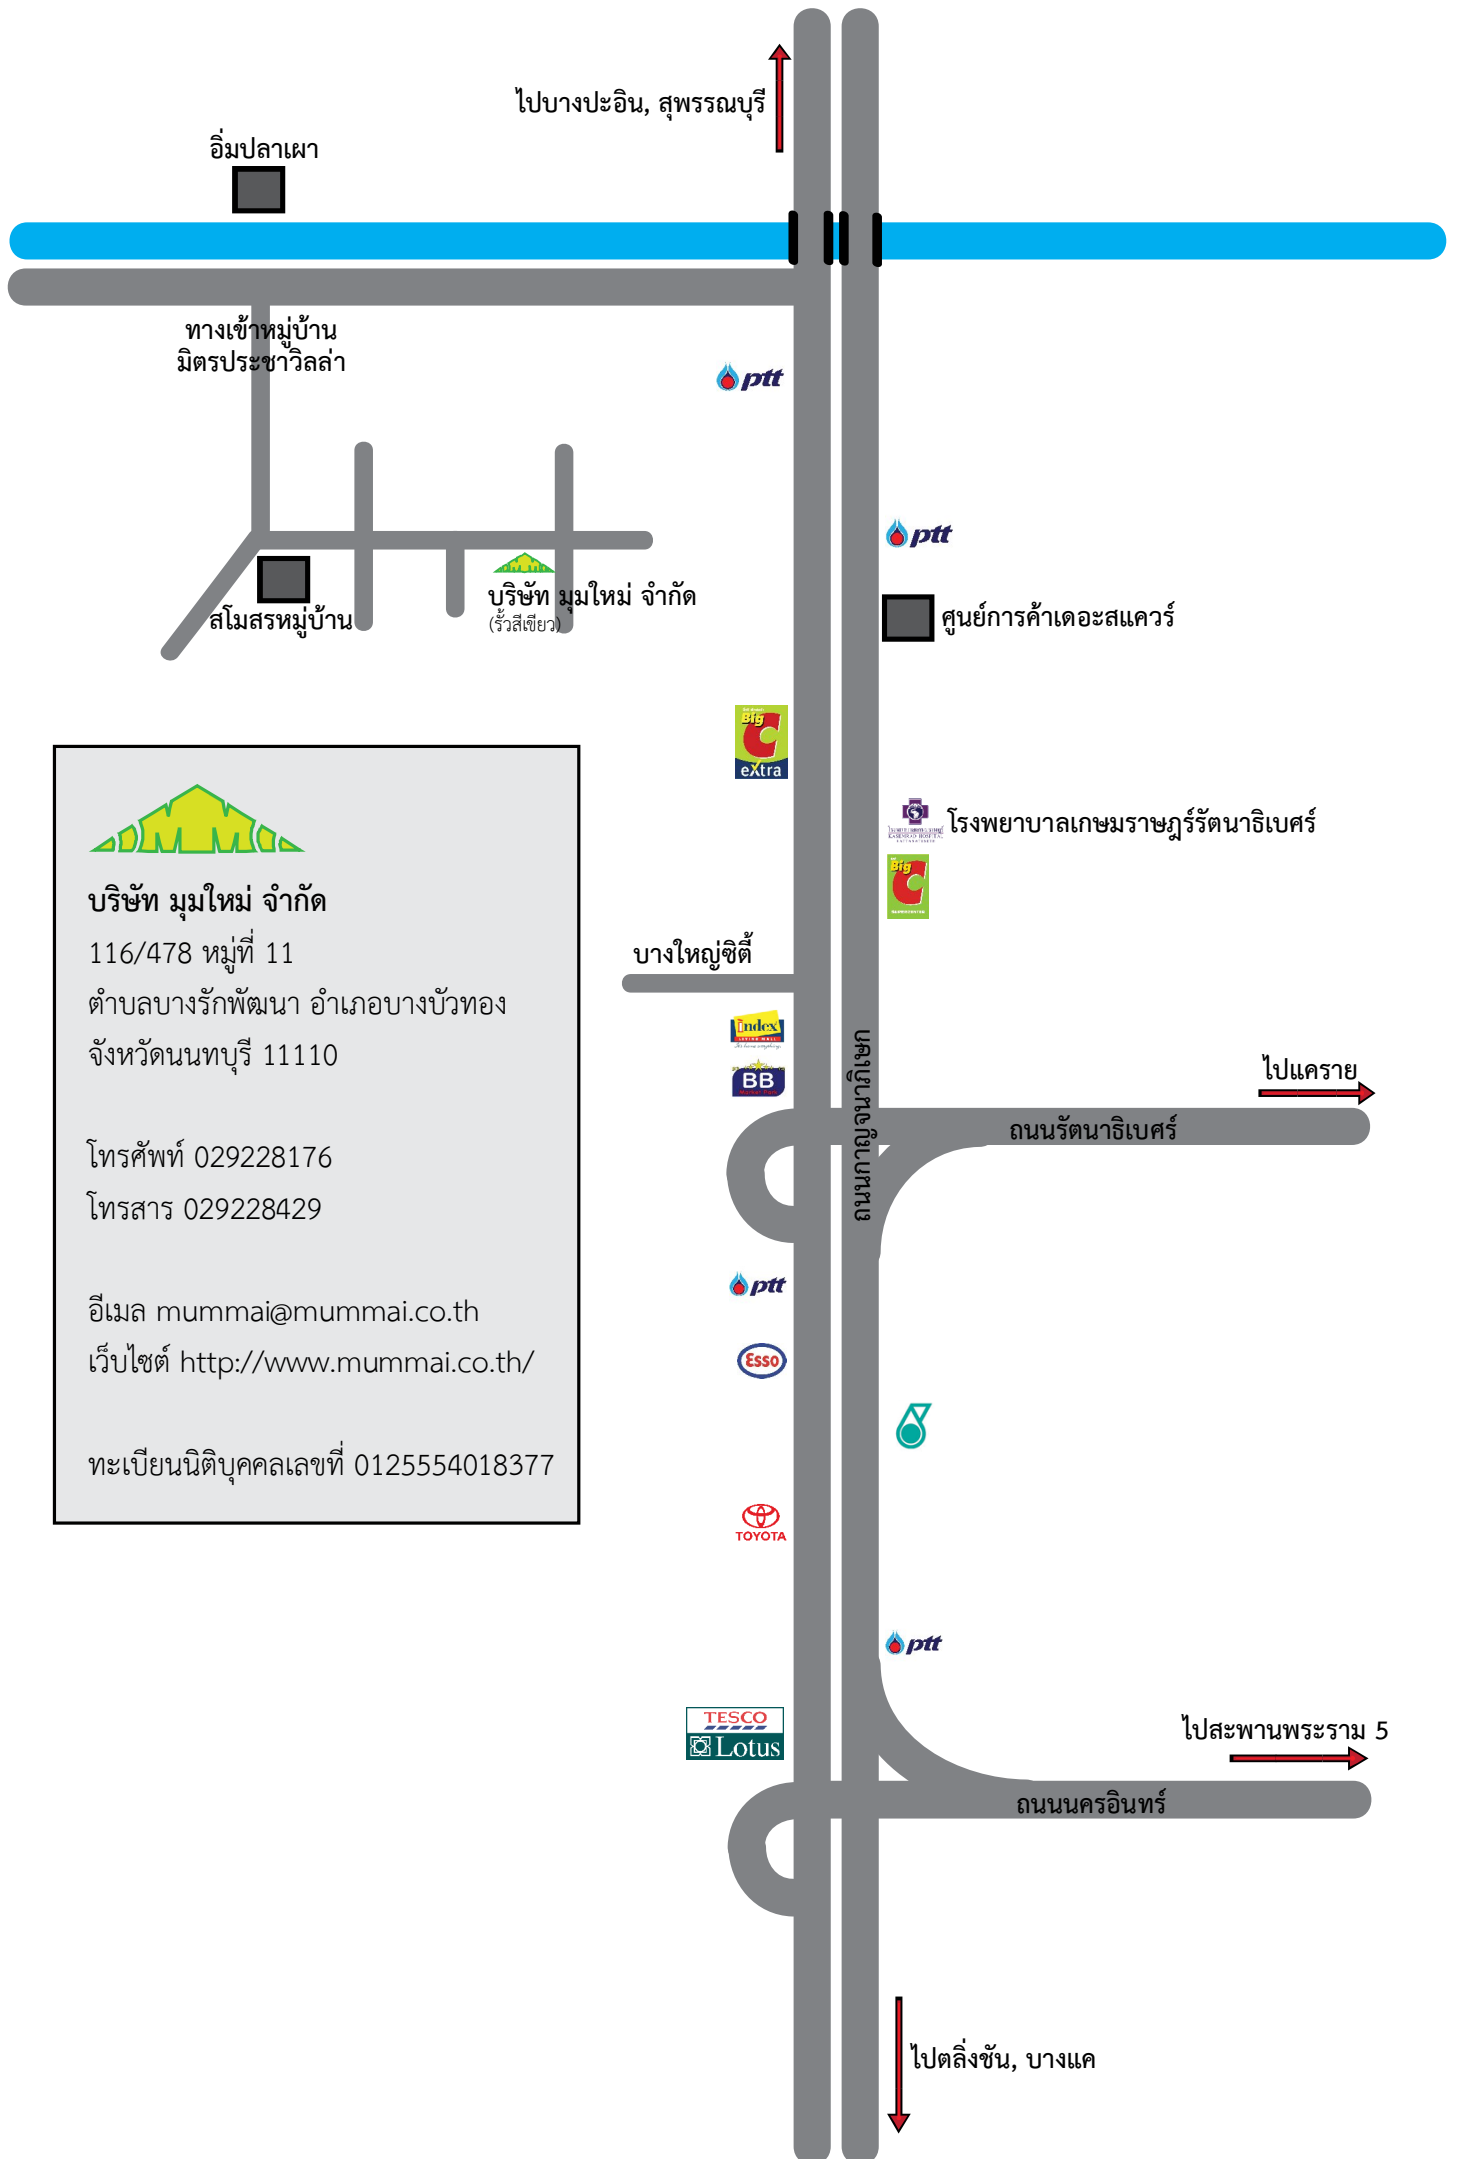 ไปบางปะอิน, สุพรรณบุรี
อิ่มปลาเผา
ทางเข้าหมู่บ้าน
มิตรประชาวิลล่า
ptt
ptt
บริษัท มุมใหม่ จำกัด
(รั้วสีเขียว)
สโมสรหมู่บ้าน
ศูนย์การค้าเดอะสแควร์
Big
C
eXtra
โรงพยาบาลเกษมราษฎร์รัตนาธิเบศร์
KASEMRAD HOSPITAL
Big
C
บริษัท มุมใหม่ จำกัด
116/478 หมู่ที่ 11
ตำบลบางรักพัฒนา อำเภอบางบัวทอง
จังหวัดนนทบุรี 11110
โทรศัพท์ 029228176
โทรสาร 029228429
อีเมล mummai@mummai.co.th
เว็บไซต์ http://www.mummai.co.th/
ทะเบียนนิติบุคคลเลขที่ 0125554018377
บางใหญ่ซิตี้
index
LIVING MALL
BB
Market Park
ถนนกาญจนาภิเษก
ไปแคราย
ถนนรัตนาธิเบศร์
ptt
Esso
TOYOTA
ptt
TESCO
Lotus
ไปสะพานพระราม 5
ถนนนครอินทร์
ไปตลิ่งชัน, บางแค